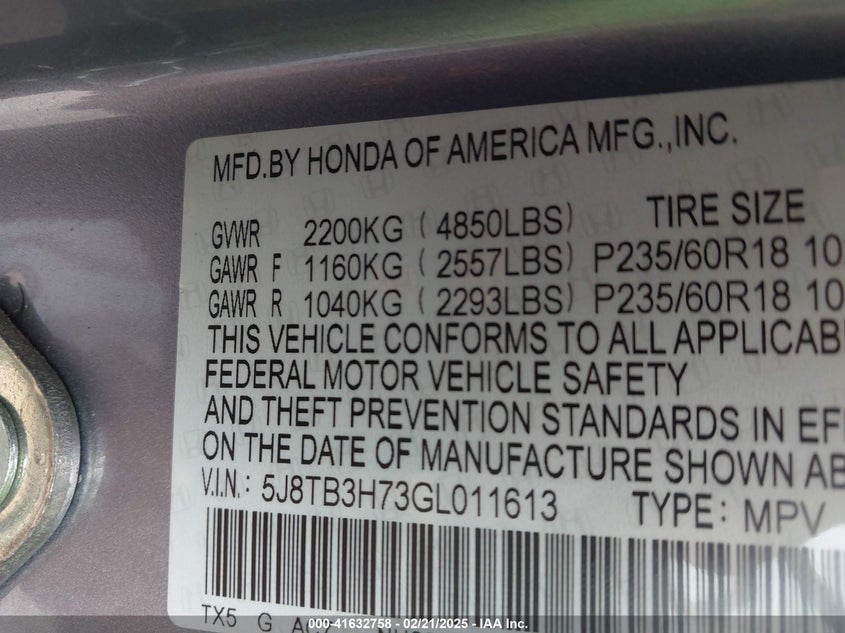 MFD.BY HONDA OF AMERICA MFG.,INC.
GVWR 2200KG ( 4850LBS) TIRE SIZE
GAWR F 1160KG ( 2557LBS) P235/60R18 10
GAWR R 1040KG ( 2293LBS) P235/60R18 10
THIS VEHICLE CONFORMS TO ALL APPLICAB
FEDERAL MOTOR VEHICLE SAFETY
AND THEFT PREVENTION STANDARDS IN EF
ON THE DATE OF MANUFACTURE SHOWN AB
V.I.N.: 5J8TB3H73GL011613 TYPE: MPV
TX5 G
000-41632758 - 02/21/2025 - IAA Inc.